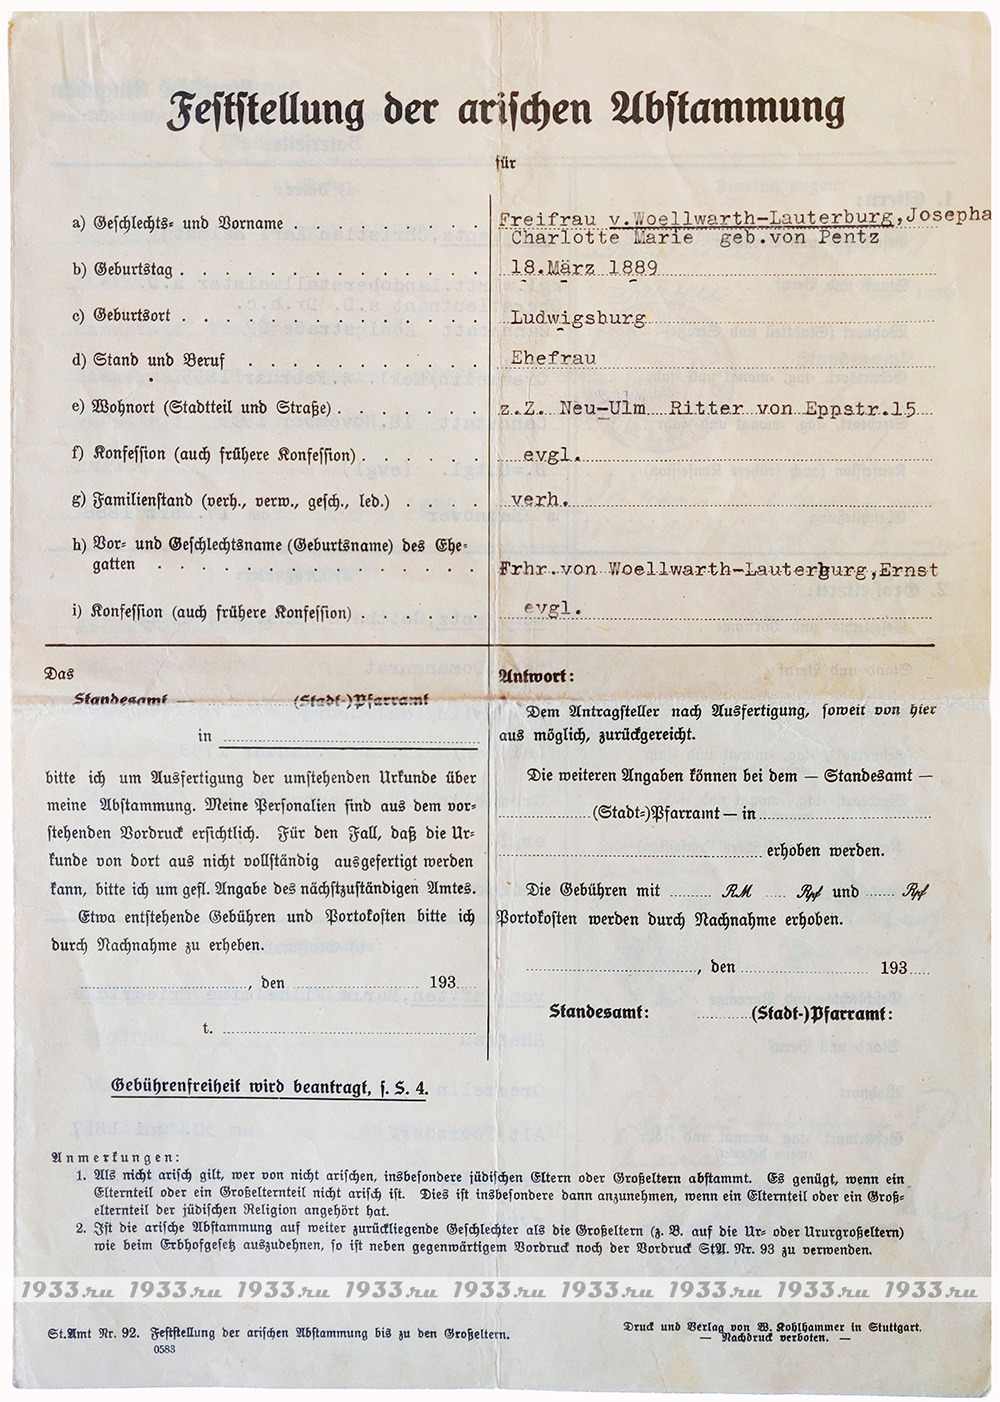 Feststellung der arischen Abstammung
für
a) Geschlechts- und Vorname . . . . . . . . . Freifrau v.Woellwarth-Lauterburg,Josepha
Charlotte Marie geb.von Pentz
b) Geburtstag . . . . . . . . . . . . . . 18.März 1889
c) Geburtsort . . . . . . . . . . . . . . Ludwigsburg
d) Stand und Beruf . . . . . . . . . . . Ehefrau
e) Wohnort (Stadtteil und Straße) . . . . . . . z.Z. Neu-Ulm Ritter von Eppstr.15
f) Konfession (auch frühere Konfession) . . . . . . evgl.
g) Familienstand (verh., verw., gesch., led.) . . . . verh.
h) Vor- und Geschlechtsname (Geburtsname) des Ehe-
gatten . . . . . . . . . . . . . . . Frhr.von Woellwarth-Lauterburg,Ernst
i) Konfession (auch frühere Konfession) . . . . . . evgl.
Das
Standesamt — (Stadt-)Pfarramt
in
bitte ich um Ausfertigung der umstehenden Urkunde über
meine Abstammung. Meine Personalien sind aus dem vor-
stehenden Vordruck ersichtlich. Für den Fall, daß die Ur-
kunde von dort aus nicht vollständig ausgefertigt werden
kann, bitte ich um gefl. Angabe des nächstzuständigen Amtes.
Etwa entstehende Gebühren und Portokosten bitte ich
durch Nachnahme zu erheben.
, den 193
t.
Gebührenfreiheit wird beantragt, s. S. 4.
Antwort:
Dem Antragsteller nach Ausfertigung, soweit von hier
aus möglich, zurückgereicht.
Die weiteren Angaben können bei dem — Standesamt —
(Stadt-)Pfarramt — in
erhoben werden.
Die Gebühren mit RM Rpf und Rpf
Portokosten werden durch Nachnahme erhoben.
, den 193
Standesamt: (Stadt-)Pfarramt:
Anmerkungen:
1. Als nicht arisch gilt, wer von nicht arischen, insbesondere jüdischen Eltern oder Großeltern abstammt. Es genügt, wenn ein
Elternteil oder ein Großelternteil nicht arisch ist. Dies ist insbesondere dann anzunehmen, wenn ein Elternteil oder ein Groß-
elternteil der jüdischen Religion angehört hat.
2. Ist die arische Abstammung auf weiter zurückliegende Geschlechter als die Großeltern (z. B. auf die Ur- oder Ururgroßeltern)
wie beim Erbhofgesetz auszudehnen, so ist neben gegenwärtigem Vordruck noch der Vordruck StA. Nr. 93 zu verwenden.
1933.ru 1933.ru 1933.ru 1933.ru 1933.ru 1933.ru 1933.ru 1933.ru 1933.ru
St.Amt Nr. 92. Feststellung der arischen Abstammung bis zu den Großeltern.
0583
Druck und Verlag von W. Kohlhammer in Stuttgart.
— Nachdruck verboten. —